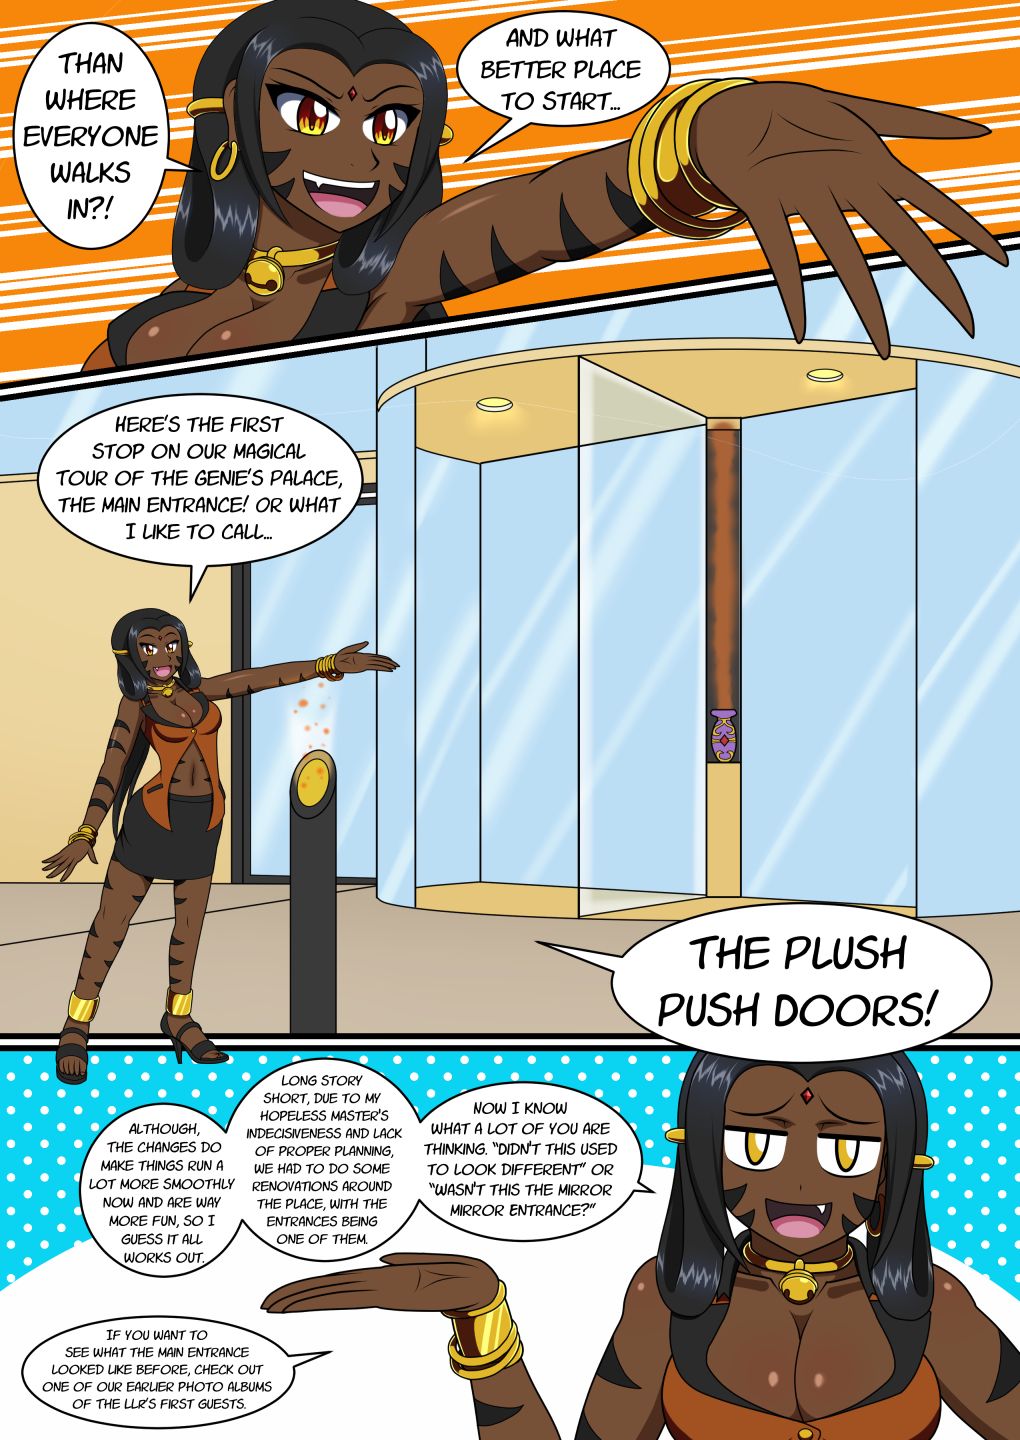 AND WHAT
BETTER PLACE
TO START...
THAN
WHERE
EVERYONE
WALKS
IN?!
HERE'S THE FIRST
STOP ON OUR MAGICAL
TOUR OF THE GENIE'S PALACE,
THE MAIN ENTRANCE! OR WHAT
I LIKE TO CALL...
THE PLUSH
PUSH DOORS!
NOW I KNOW
WHAT A LOT OF YOU ARE
THINKING. "DIDN'T THIS USED
TO LOOK DIFFERENT" OR
"WASN'T THIS THE MIRROR
MIRROR ENTRANCE?"
LONG STORY
SHORT, DUE TO MY
HOPELESS MASTER'S
INDECISIVENESS AND LACK
OF PROPER PLANNING,
WE HAD TO DO SOME
RENOVATIONS AROUND
THE PLACE, WITH THE
ENTRANCES BEING
ONE OF THEM.
ALTHOUGH,
THE CHANGES DO
MAKE THINGS RUN A
LOT MORE SMOOTHLY
NOW AND ARE WAY
MORE FUN, SO I
GUESS IT ALL
WORKS OUT.
IF YOU WANT TO
SEE WHAT THE MAIN ENTRANCE
LOOKED LIKE BEFORE, CHECK OUT
ONE OF OUR EARLIER PHOTO ALBUMS
OF THE LLR'S FIRST GUESTS.